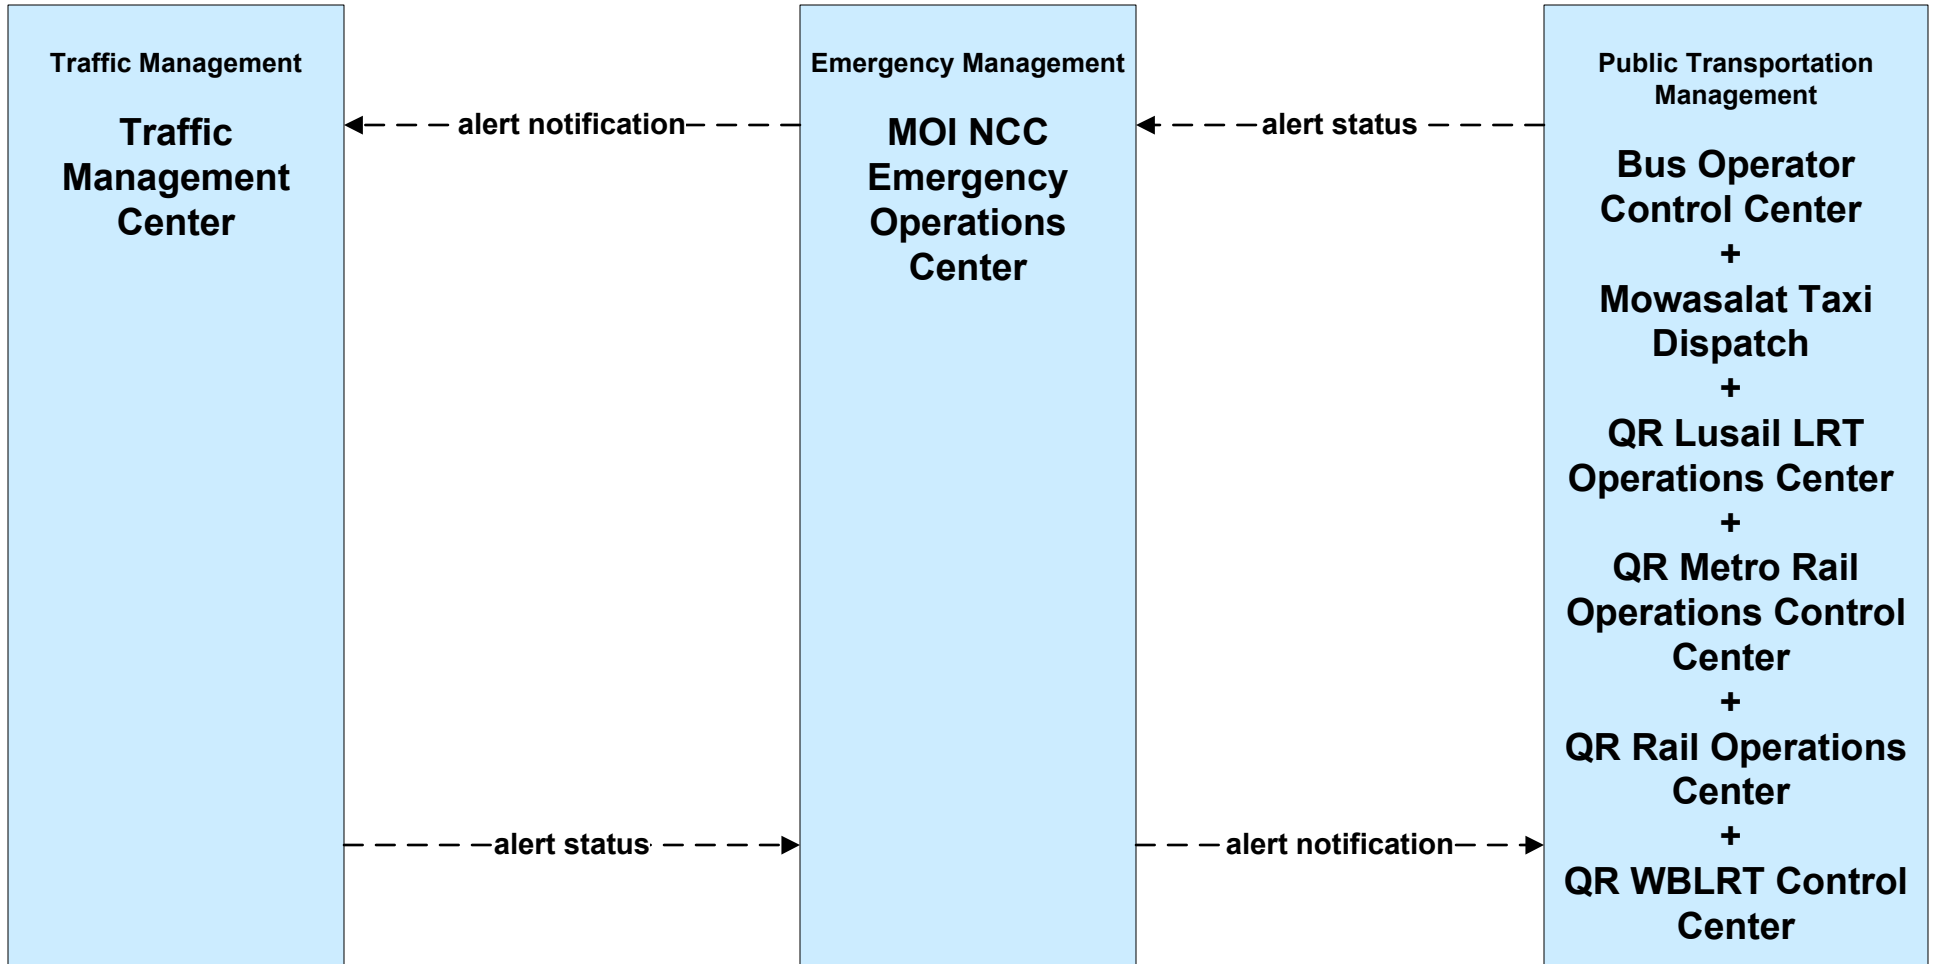 Traffic Management
Traffic
Management
Center
alert notification
alert status
Emergency Management
MOI NCC
Emergency
Operations
Center
alert status
alert notification
Public Transportation
Management
Bus Operator
Control Center
+
Mowasalat Taxi
Dispatch
+
QR Lusail LRT
Operations Center
+
QR Metro Rail
Operations Control
Center
+
QR Rail Operations
Center
+
QR WBLRT Control
Center